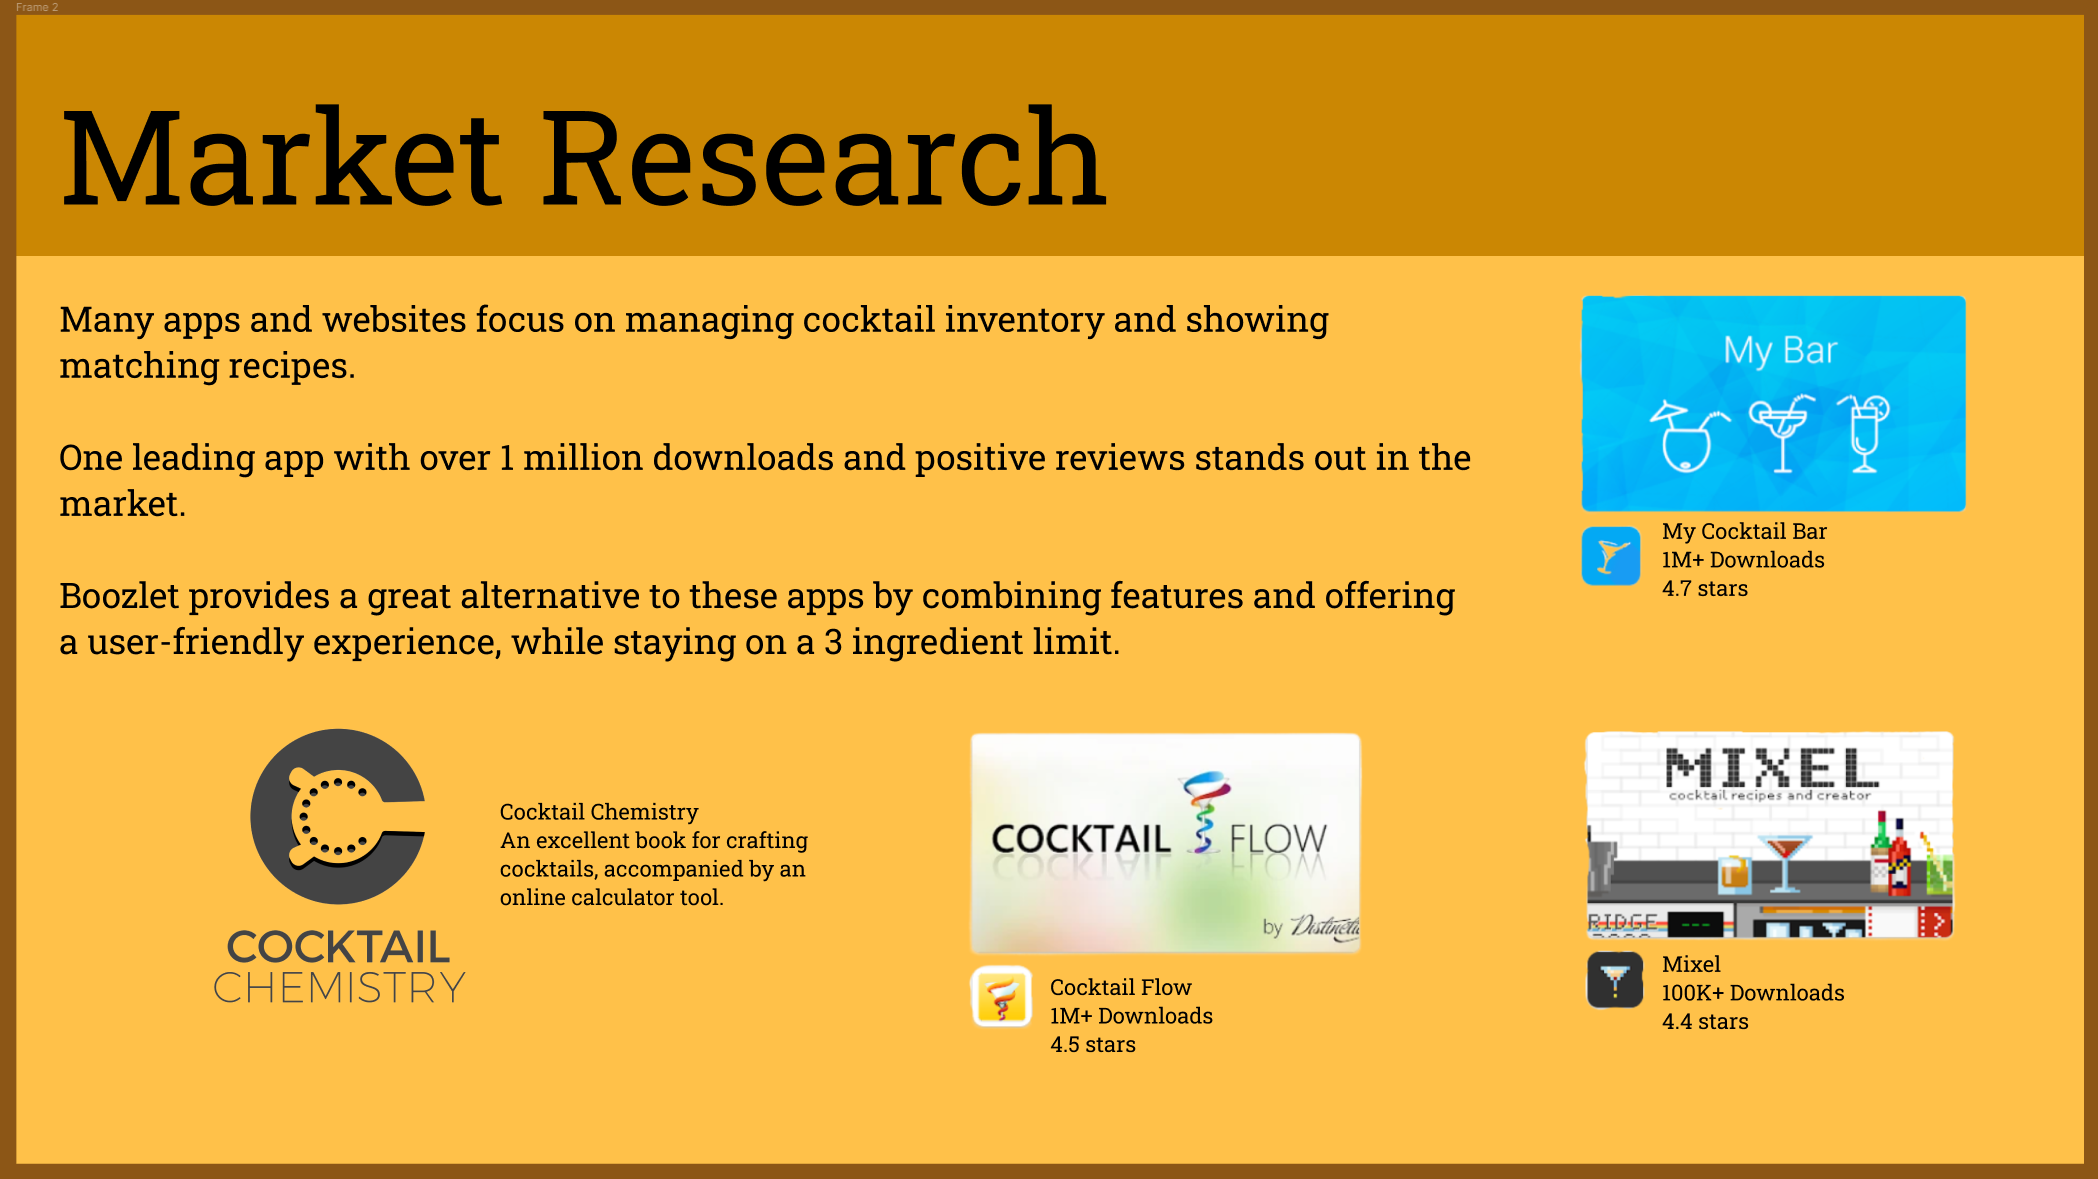 Frame 2
Market Research
Many apps and websites focus on managing cocktail inventory and showing
matching recipes.
One leading app with over 1 million downloads and positive reviews stands out in the
market.
Boozlet provides a great alternative to these apps by combining features and offering
a user-friendly experience, while staying on a 3 ingredient limit.
My Bar
My Cocktail Bar
1M+ Downloads
4.7 stars
COCKTAIL
CHEMISTRY
Cocktail Chemistry
An excellent book for crafting
cocktails, accompanied by an
online calculator tool.
COCKTAIL FLOW
by
Cocktail Flow
1M+ Downloads
4.5 stars
MIXEL
cocktail recipes and creator
RIDGE
Mixel
100K+ Downloads
4.4 stars